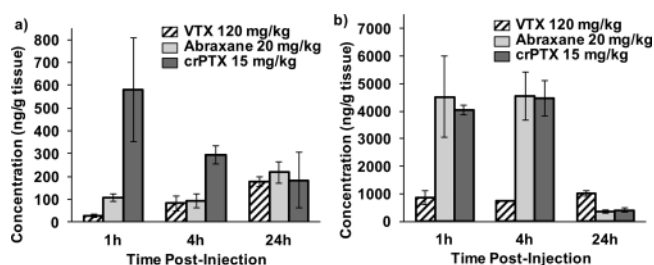 a)
VTX 120 mg/kg
Abraxane 20 mg/kg
crPTX 15 mg/kg
Concentration (ng/g tissue)
800
700
600
500
400
300
200
100
0
1h 4h 24h
Time Post-Injection
b)
VTX 120 mg/kg
Abraxane 20 mg/kg
crPTX 15 mg/kg
Concentration (ng/g tissue)
7000
6000
5000
4000
3000
2000
1000
0
1h 4h 24h
Time Post-Injection